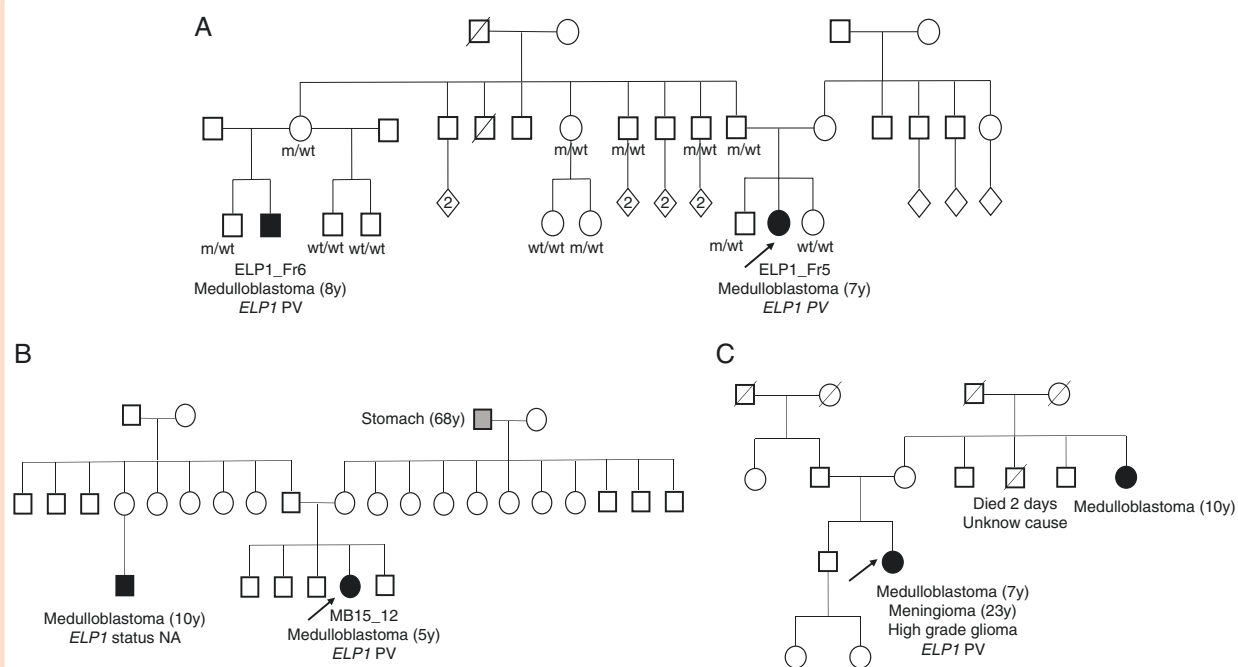 A
m/wt
m/wt
m/wt
m/wt
m/wt
2
2
2
2
m/wt
wt/wt wt/wt
wt/wt m/wt
m/wt
wt/wt
ELP1_Fr6
Medulloblastoma (8y)
ELP1 PV
ELP1_Fr5
Medulloblastoma (7y)
ELP1 PV
B
Stomach (68y)
Medulloblastoma (10y)
ELP1 status NA
MB15_12
Medulloblastoma (5y)
ELP1 PV
C
Died 2 days
Unknow cause
Medulloblastoma (10y)
Medulloblastoma (7y)
Meningioma (23y)
High grade glioma
ELP1 PV